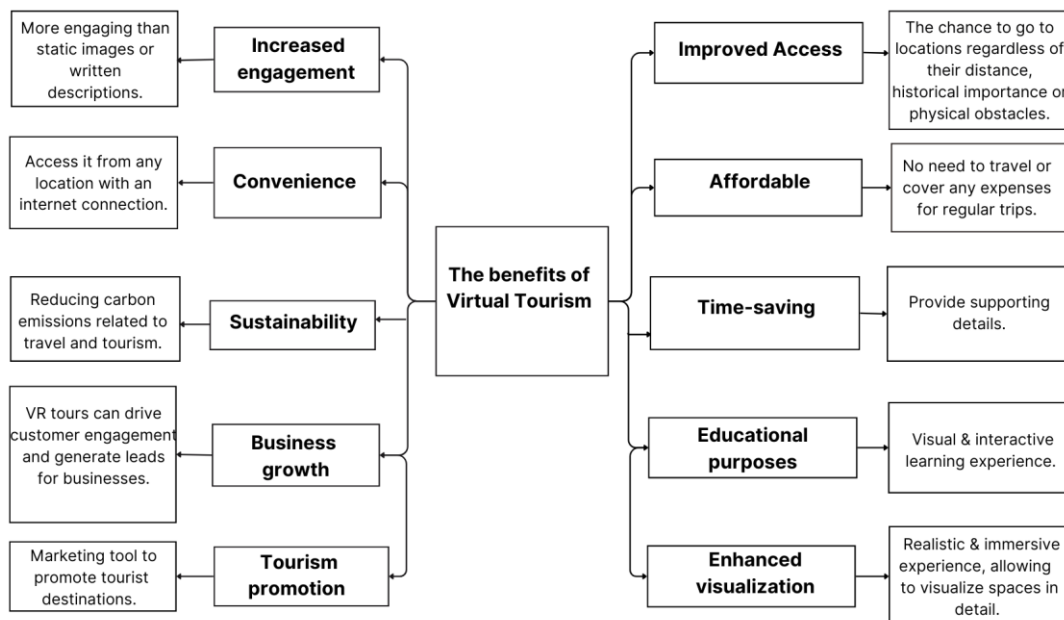 More engaging than
static images or
written
descriptions.
Increased
engagement
Access it from any
location with an
internet connection.
Convenience
Reducing carbon
emissions related to
travel and tourism.
Sustainability
VR tours can drive
customer engagement
and generate leads
for businesses.
Business
growth
Marketing tool to
promote tourist
destinations.
Tourism
promotion
The benefits of
Virtual Tourism
Improved Access
The chance to go to
locations regardless of
their distance,
historical importance or
physical obstacles.
Affordable
No need to travel or
cover any expenses
for regular trips.
Time-saving
Provide supporting
details.
Educational
purposes
Visual & interactive
learning experience.
Enhanced
visualization
Realistic & immersive
experience, allowing
to visualize spaces in
detail.